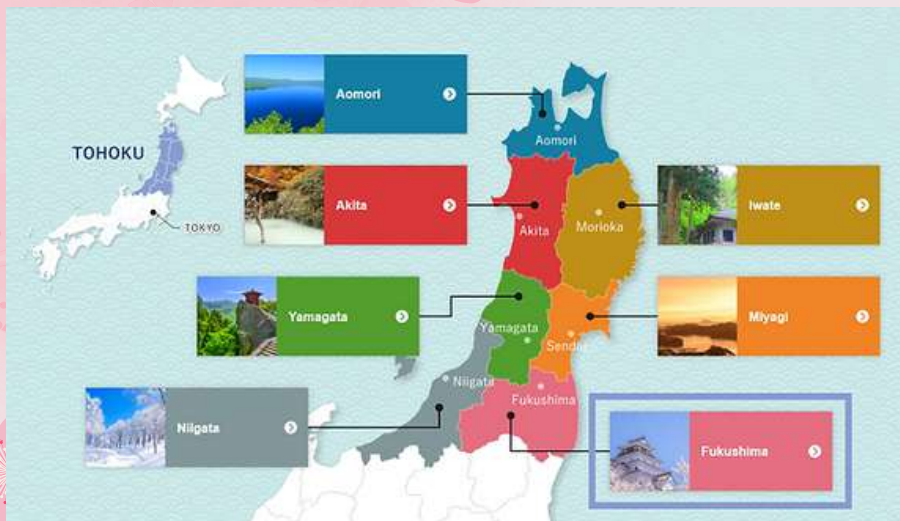 Aomori
TOHOKU
Aomori
Akita
Iwate
TOKYO
Akita
Morioka
Yamagata
Miyagi
Yamagata
Sendai
Niigata
Fukushima
Niigata
Fukushima